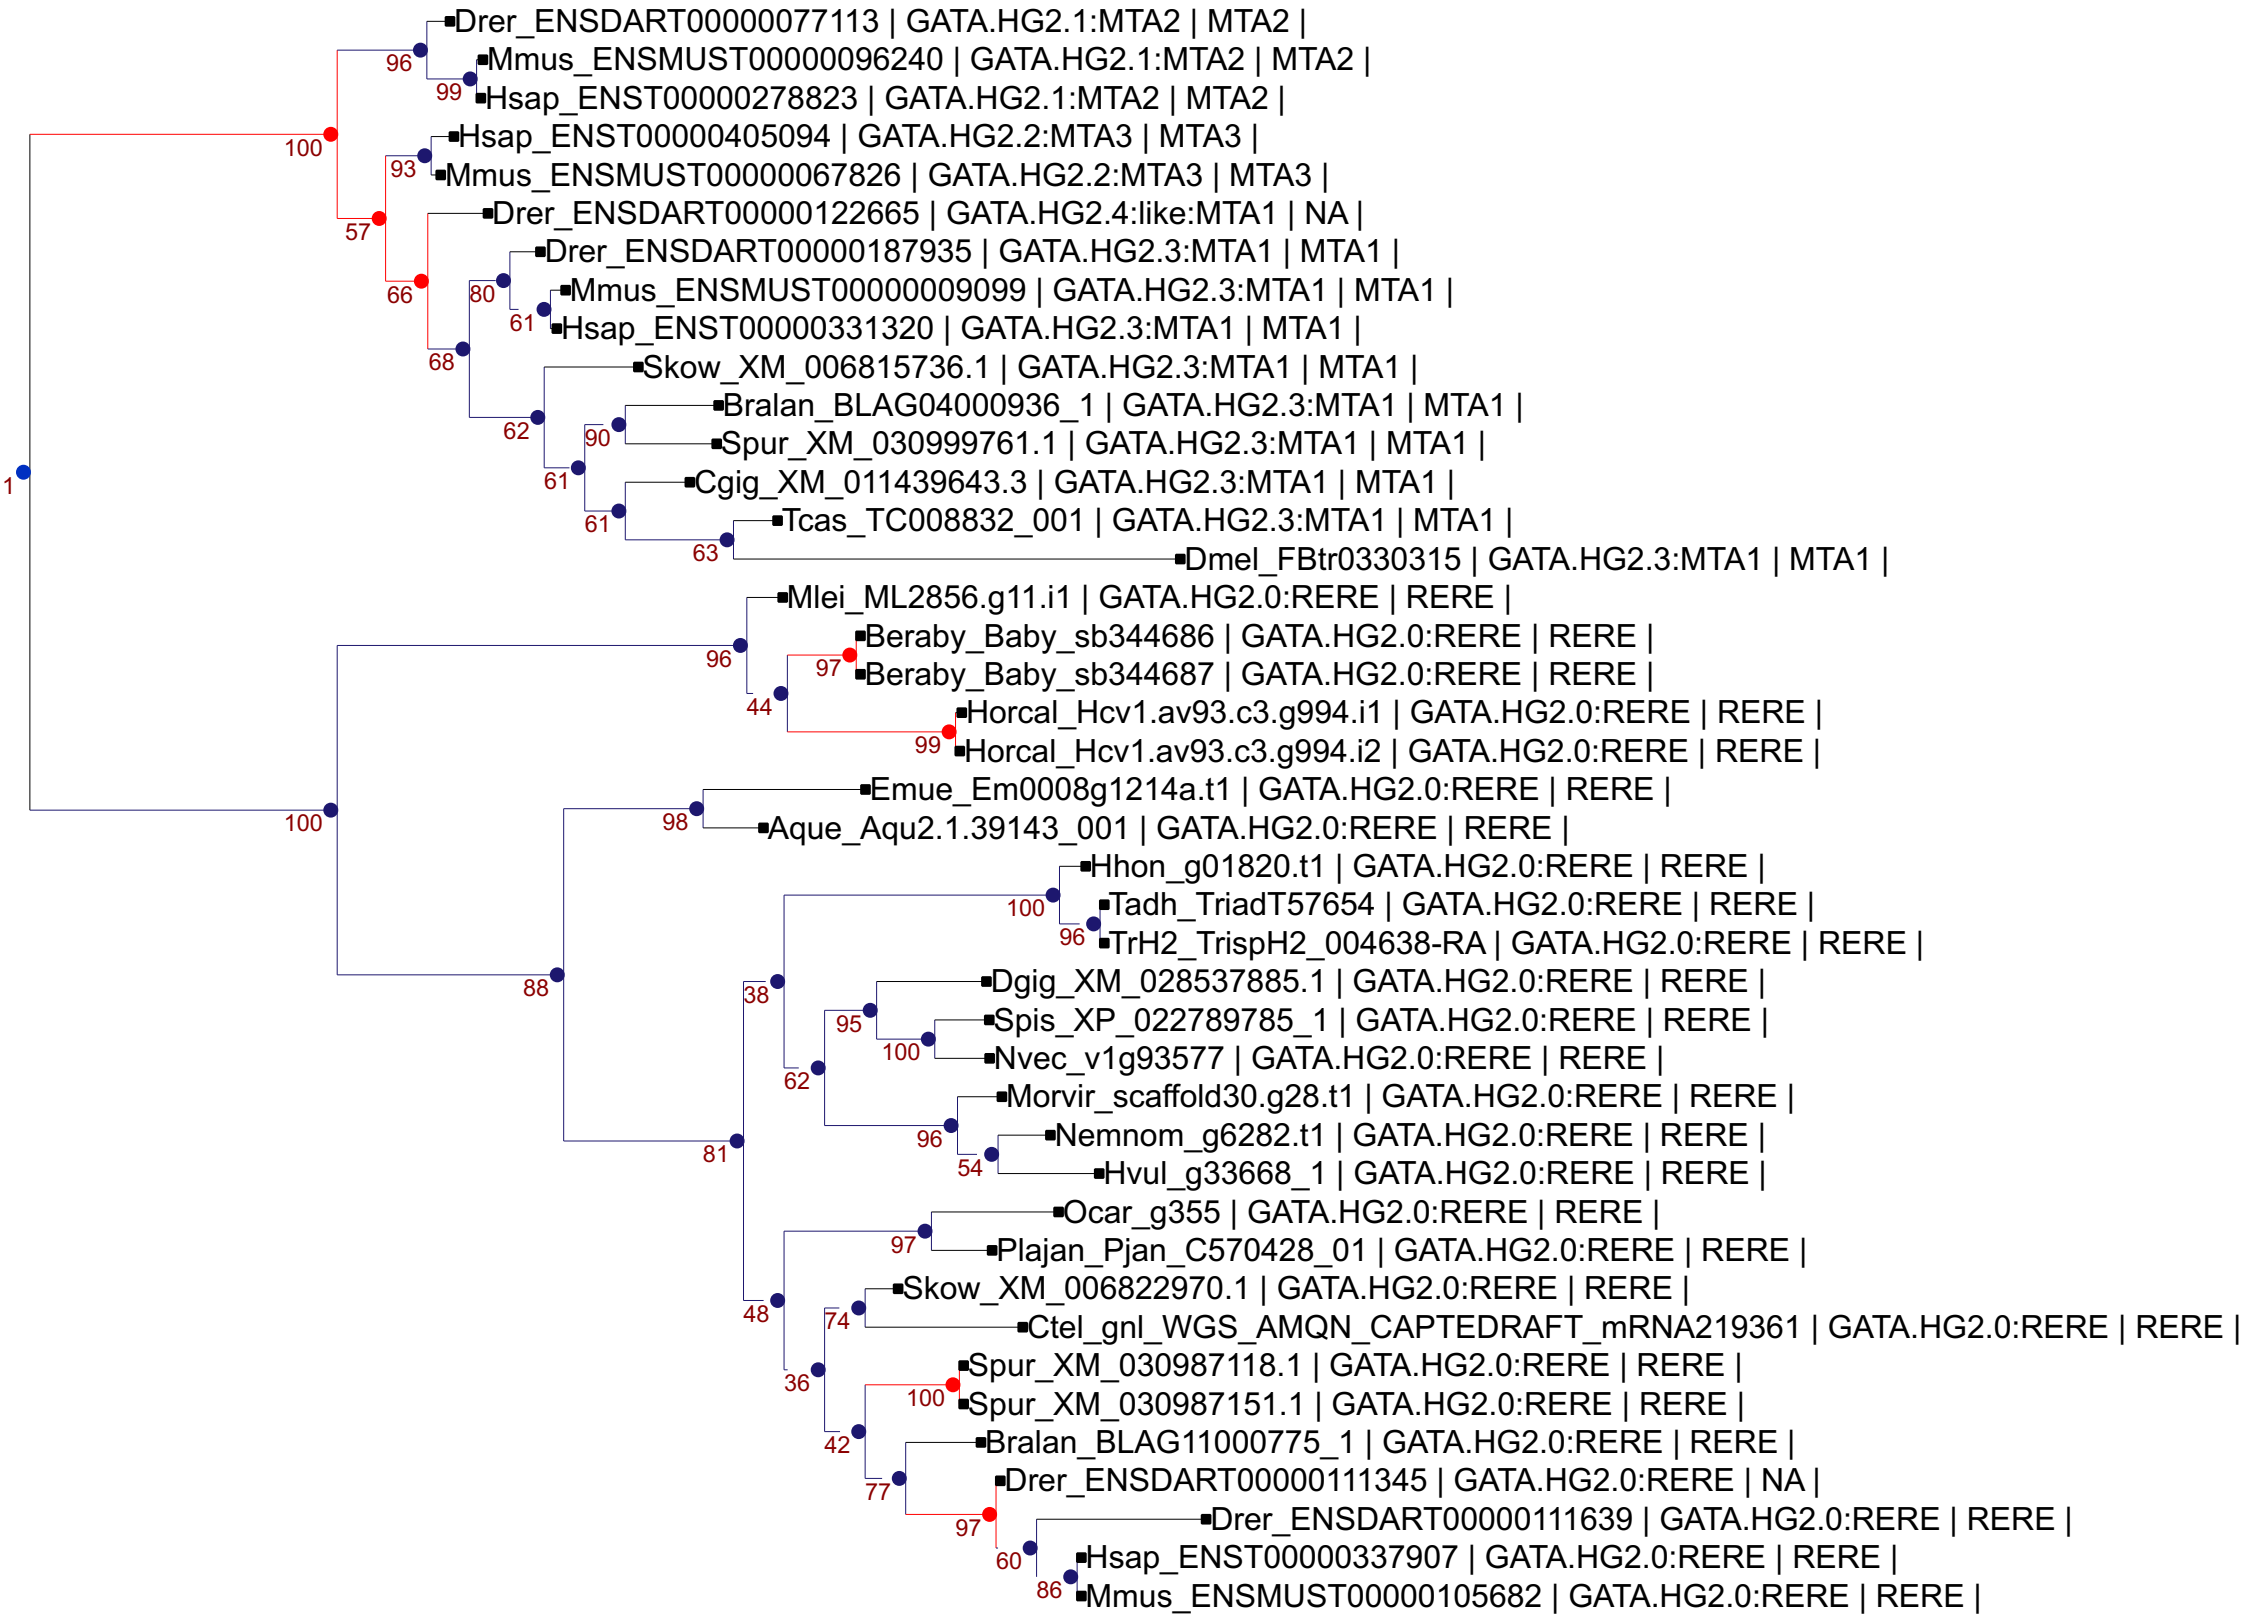 Drer_ENSDART00000077113 | GATA.HG2.1:MTA2 | MTA2 |
96
Mmus_ENSMUST00000096240 | GATA.HG2.1:MTA2 | MTA2 |
99
Hsap_ENST00000278823 | GATA.HG2.1:MTA2 | MTA2 |
100
Hsap_ENST00000405094 | GATA.HG2.2:MTA3 | MTA3 |
93
Mmus_ENSMUST00000067826 | GATA.HG2.2:MTA3 | MTA3 |
57
Drer_ENSDART00000122665 | GATA.HG2.4:like:MTA1 | NA |
Drer_ENSDART00000187935 | GATA.HG2.3:MTA1 | MTA1 |
66
80
Mmus_ENSMUST00000009099 | GATA.HG2.3:MTA1 | MTA1 |
61
Hsap_ENST00000331320 | GATA.HG2.3:MTA1 | MTA1 |
68
Skow_XM_006815736.1 | GATA.HG2.3:MTA1 | MTA1 |
Bralan_BLAG04000936_1 | GATA.HG2.3:MTA1 | MTA1 |
62
90
Spur_XM_030999761.1 | GATA.HG2.3:MTA1 | MTA1 |
1
61
Cgig_XM_011439643.3 | GATA.HG2.3:MTA1 | MTA1 |
61
Tcas_TC008832_001 | GATA.HG2.3:MTA1 | MTA1 |
63
Dmel_FBtr0330315 | GATA.HG2.3:MTA1 | MTA1 |
Mlei_ML2856.g11.i1 | GATA.HG2.0:RERE | RERE |
Beraby_Baby_sb344686 | GATA.HG2.0:RERE | RERE |
96
97
Beraby_Baby_sb344687 | GATA.HG2.0:RERE | RERE |
44
Horcal_Hcv1.av93.c3.g994.i1 | GATA.HG2.0:RERE | RERE |
99
Horcal_Hcv1.av93.c3.g994.i2 | GATA.HG2.0:RERE | RERE |
Emue_Em0008g1214a.t1 | GATA.HG2.0:RERE | RERE |
100
98
Aque_Aqu2.1.39143_001 | GATA.HG2.0:RERE | RERE |
Hhon_g01820.t1 | GATA.HG2.0:RERE | RERE |
100
Tadh_TriadT57654 | GATA.HG2.0:RERE | RERE |
96
TrH2_TrispH2_004638-RA | GATA.HG2.0:RERE | RERE |
88
38
Dgig_XM_028537885.1 | GATA.HG2.0:RERE | RERE |
95
Spis_XP_022789785_1 | GATA.HG2.0:RERE | RERE |
100
Nvec_v1g93577 | GATA.HG2.0:RERE | RERE |
62
Morvir_scaffold30.g28.t1 | GATA.HG2.0:RERE | RERE |
96
Nemnom_g6282.t1 | GATA.HG2.0:RERE | RERE |
81
54
Hvul_g33668_1 | GATA.HG2.0:RERE | RERE |
Ocar_g355 | GATA.HG2.0:RERE | RERE |
97
Plajan_Pjan_C570428_01 | GATA.HG2.0:RERE | RERE |
Skow_XM_006822970.1 | GATA.HG2.0:RERE | RERE |
48
74
Ctel_gnl_WGS_AMQN_CAPTEDRAFT_mRNA219361 | GATA.HG2.0:RERE | RERE |
Spur_XM_030987118.1 | GATA.HG2.0:RERE | RERE |
36
100
Spur_XM_030987151.1 | GATA.HG2.0:RERE | RERE |
42
Bralan_BLAG11000775_1 | GATA.HG2.0:RERE | RERE |
Drer_ENSDART00000111345 | GATA.HG2.0:RERE | NA |
77
97
Drer_ENSDART00000111639 | GATA.HG2.0:RERE | RERE |
60
Hsap_ENST00000337907 | GATA.HG2.0:RERE | RERE |
86
Mmus_ENSMUST00000105682 | GATA.HG2.0:RERE | RERE |